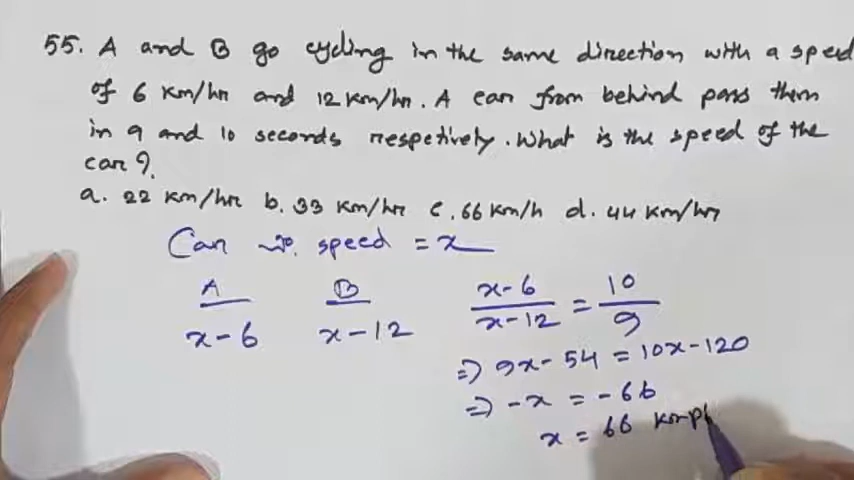 55. A and B go cycling in the same direction with a speed
of 6 km/hr and 12 km/hr. A car from behind pass them
in 9 and 10 seconds respetively. What is the speed of the
car?
a. 22 km/hr b. 33 km/hr c. 66 km/h d. 44 km/hr
Car speed = x
A B x-6 / x-12 = 10 / 9
x-6 x-12
=> 9x-54 = 10x-120
=> -x = -66
x = 66 kmph